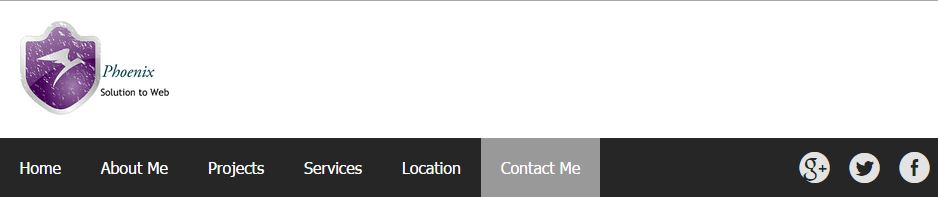 Phoenix
Solution to Web
Home About Me Projects Services Location Contact Me g+ f